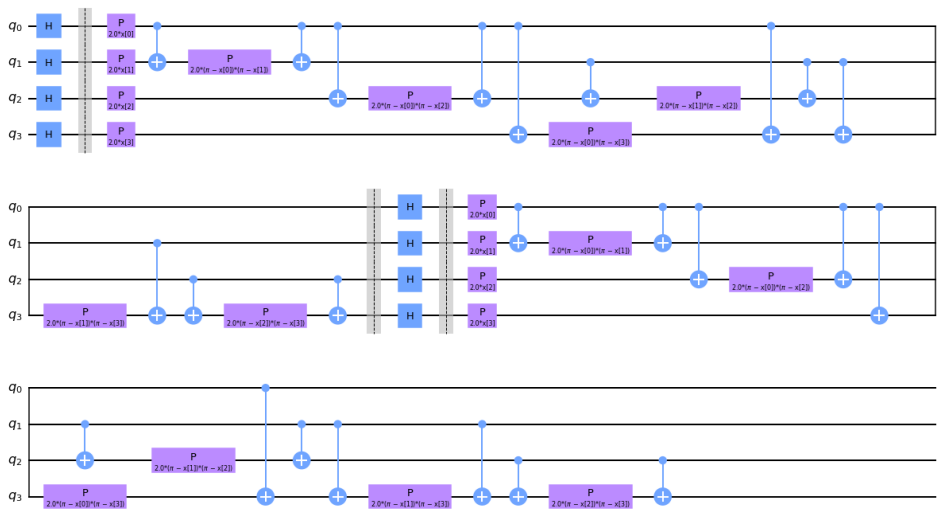 q0 H P 2.0*x[0]
q1 H P 2.0*x[1] P 2.0*(π − x[0])*(π − x[1])
q2 H P 2.0*x[2] P 2.0*(π − x[0])*(π − x[2]) P 2.0*(π − x[1])*(π − x[2])
q3 H P 2.0*x[3] P 2.0*(π − x[0])*(π − x[3])
q0 H P 2.0*x[0]
q1 H P 2.0*x[1] P 2.0*(π − x[0])*(π − x[1])
q2 H P 2.0*x[2] P 2.0*(π − x[0])*(π − x[2])
q3 P 2.0*(π − x[1])*(π − x[3]) P 2.0*(π − x[2])*(π − x[3]) H P 2.0*x[3]
q0
q1
q2 P 2.0*(π − x[1])*(π − x[2])
q3 P 2.0*(π − x[0])*(π − x[3]) P 2.0*(π − x[1])*(π − x[3]) P 2.0*(π − x[2])*(π − x[3])